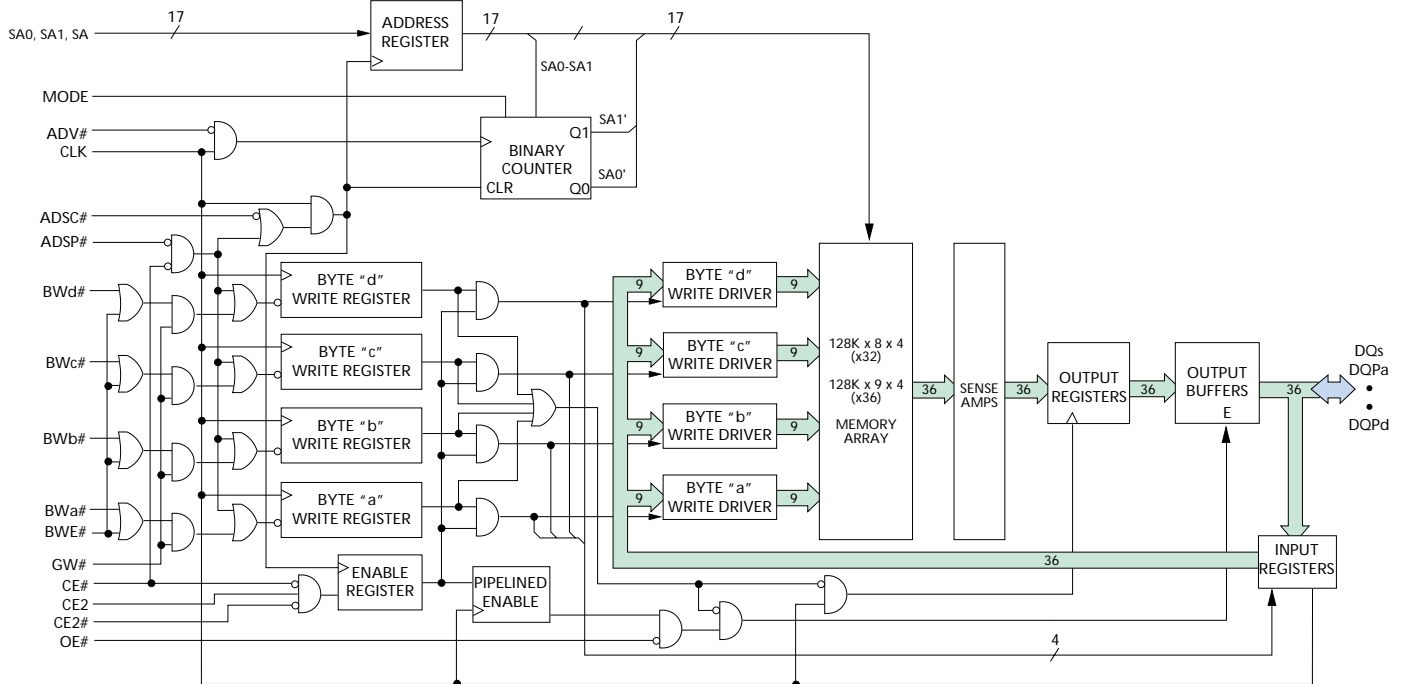 17
SA0, SA1, SA
ADDRESS
REGISTER
17
17
SA0-SA1
MODE
ADV#
CLK
BINARY
COUNTER
CLR
Q1
Q0
SA1'
SA0'
ADSC#
ADSP#
BWd#
BWc#
BWb#
BWa#
BWE#
GW#
CE#
CE2
CE2#
OE#
BYTE “d”
WRITE REGISTER
BYTE “c”
WRITE REGISTER
BYTE “b”
WRITE REGISTER
BYTE “a”
WRITE REGISTER
ENABLE
REGISTER
PIPELINED
ENABLE
9
BYTE “d”
WRITE DRIVER
9
9
BYTE “c”
WRITE DRIVER
9
9
BYTE “b”
WRITE DRIVER
9
9
BYTE “a”
WRITE DRIVER
9
128K x 8 x 4
(x32)
128K x 9 x 4
(x36)
MEMORY
ARRAY
36
SENSE
AMPS
36
OUTPUT
REGISTERS
36
OUTPUT
BUFFERS
E
36
DQs
DQPa
•
•
DQPd
36
INPUT
REGISTERS
4